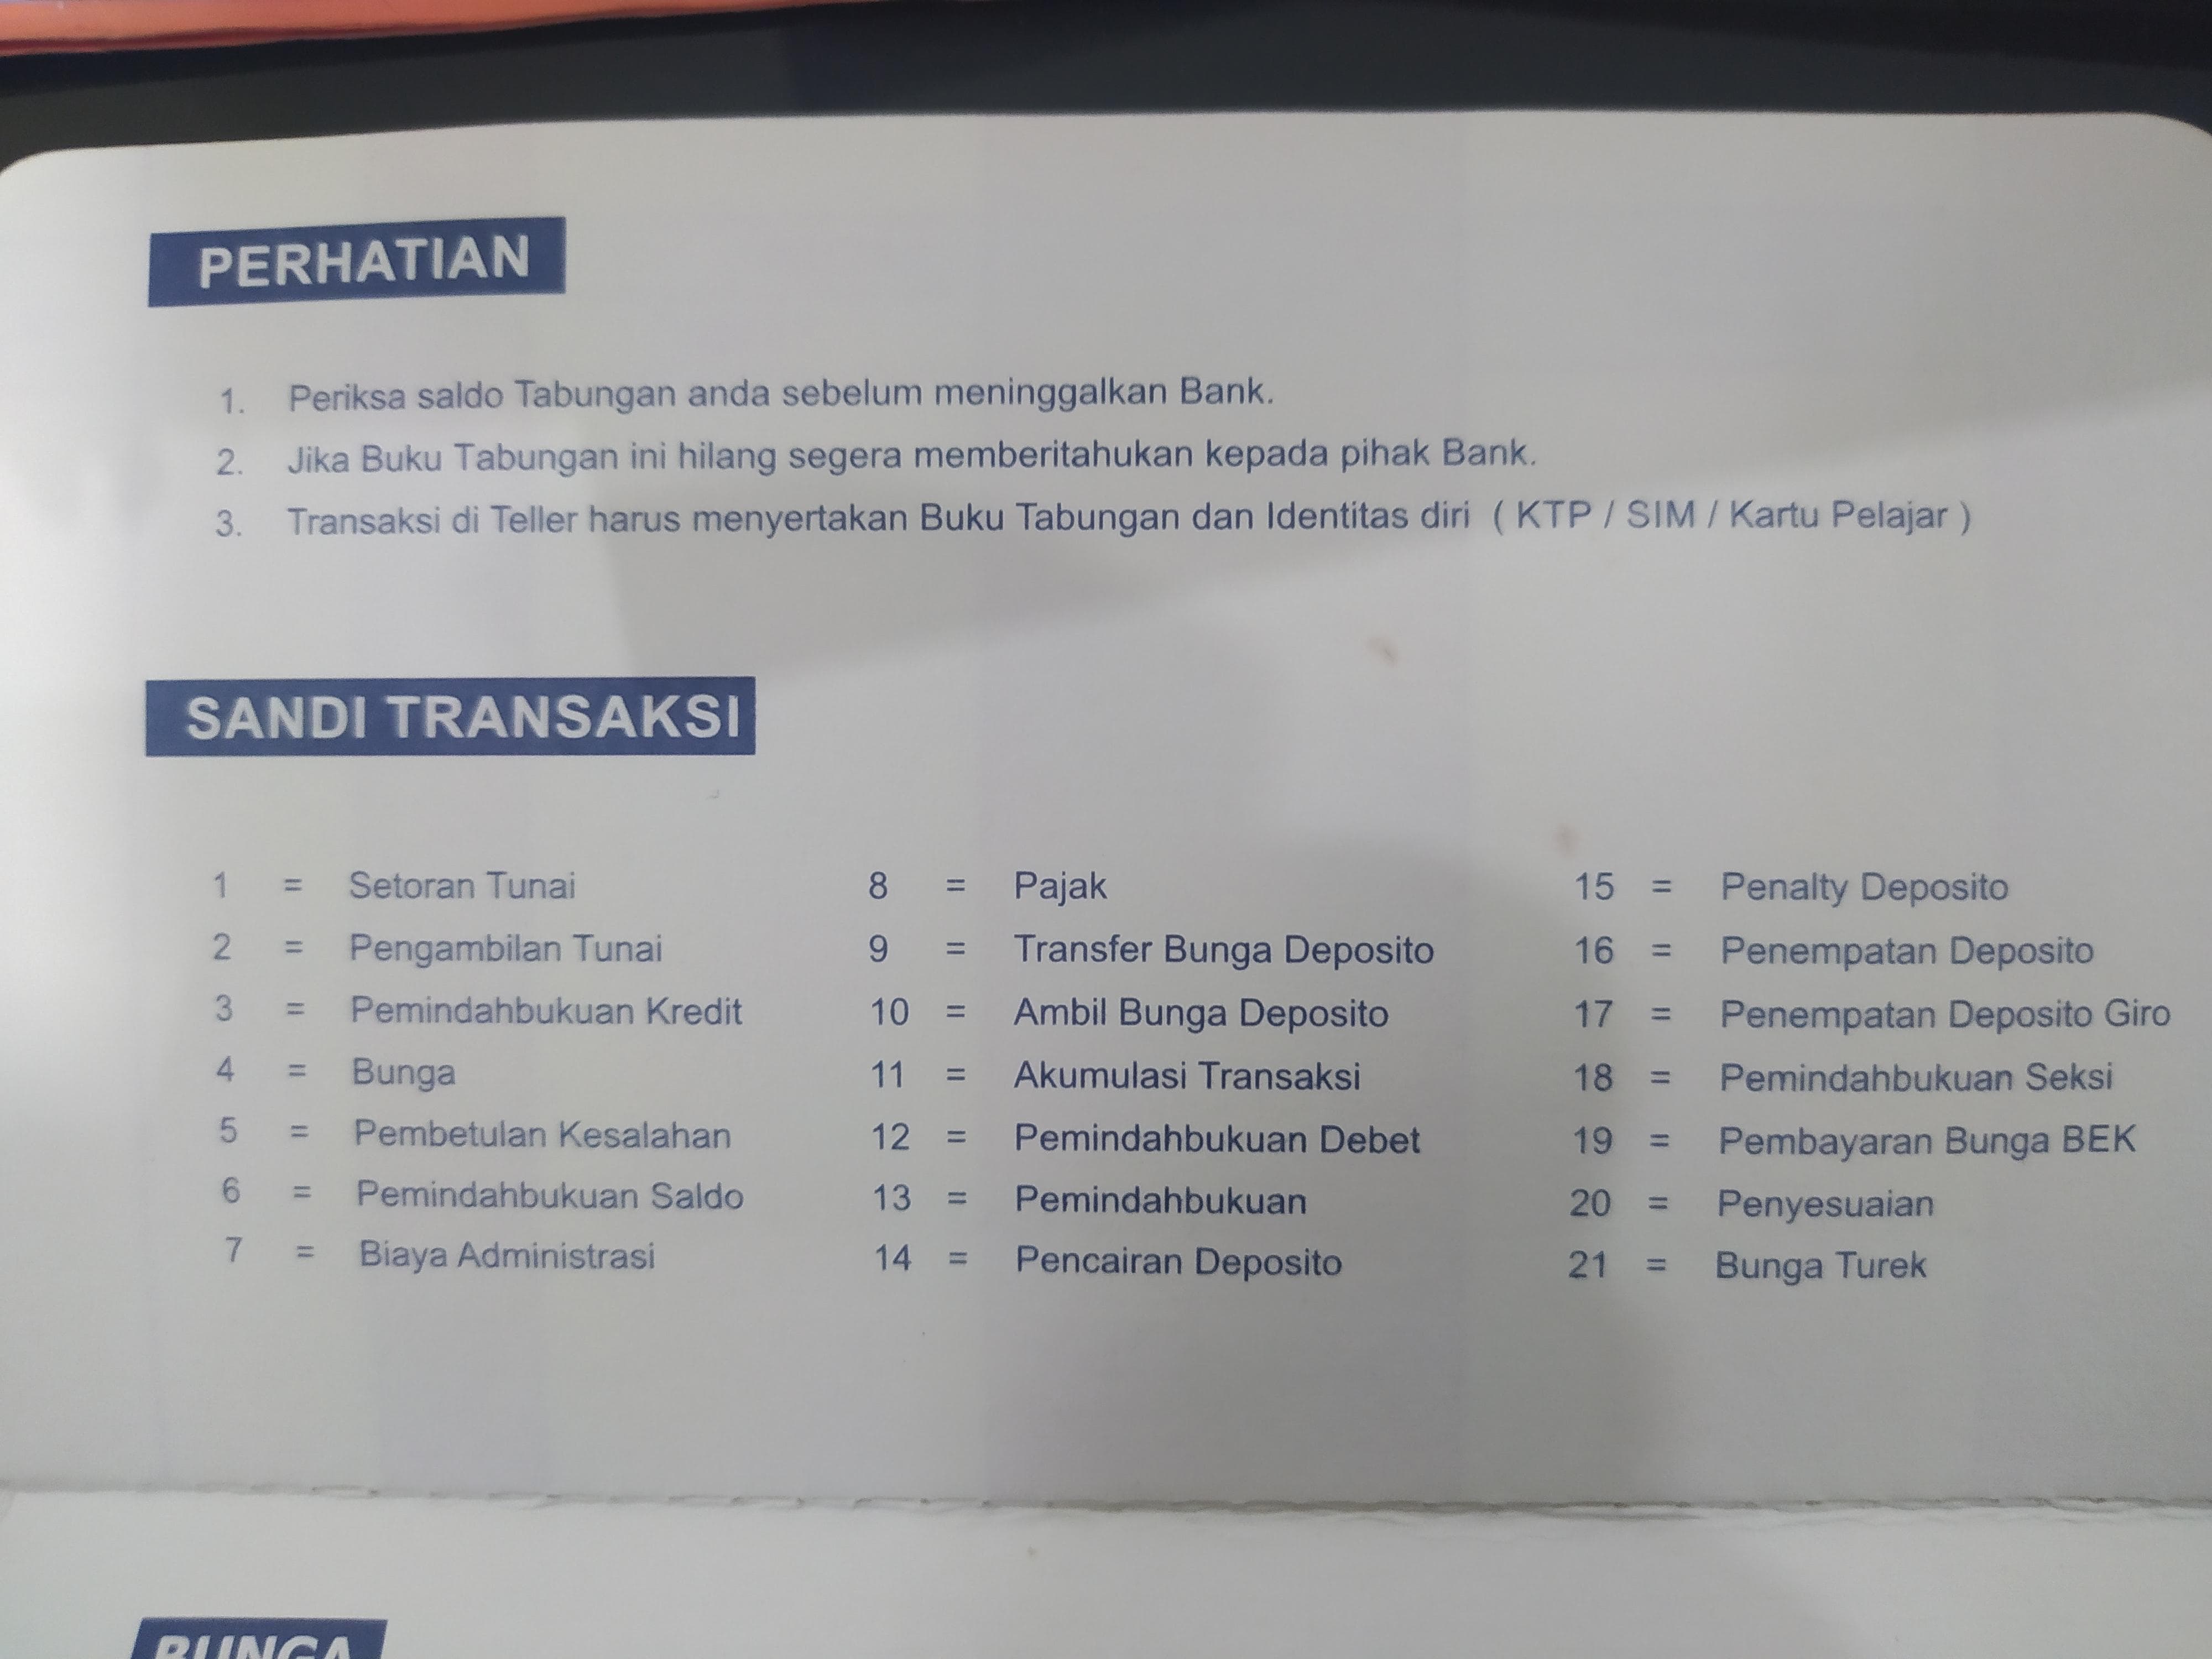 PERHATIAN
1. Periksa saldo Tabungan anda sebelum meninggalkan Bank.
2. Jika Buku Tabungan ini hilang segera memberitahukan kepada pihak Bank.
3. Transaksi di Teller harus menyertakan Buku Tabungan dan Identitas diri ( KTP / SIM / Kartu Pelajar )
SANDI TRANSAKSI
1 = Setoran Tunai
2 = Pengambilan Tunai
3 = Pemindahbukuan Kredit
4 = Bunga
5 = Pembetulan Kesalahan
6 = Pemindahbukuan Saldo
7 = Biaya Administrasi
8 = Pajak
9 = Transfer Bunga Deposito
10 = Ambil Bunga Deposito
11 = Akumulasi Transaksi
12 = Pemindahbukuan Debet
13 = Pemindahbukuan
14 = Pencairan Deposito
15 = Penalty Deposito
16 = Penempatan Deposito
17 = Penempatan Deposito Giro
18 = Pemindahbukuan Seksi
19 = Pembayaran Bunga BEK
20 = Penyesuaian
21 = Bunga Turek
BUNGA